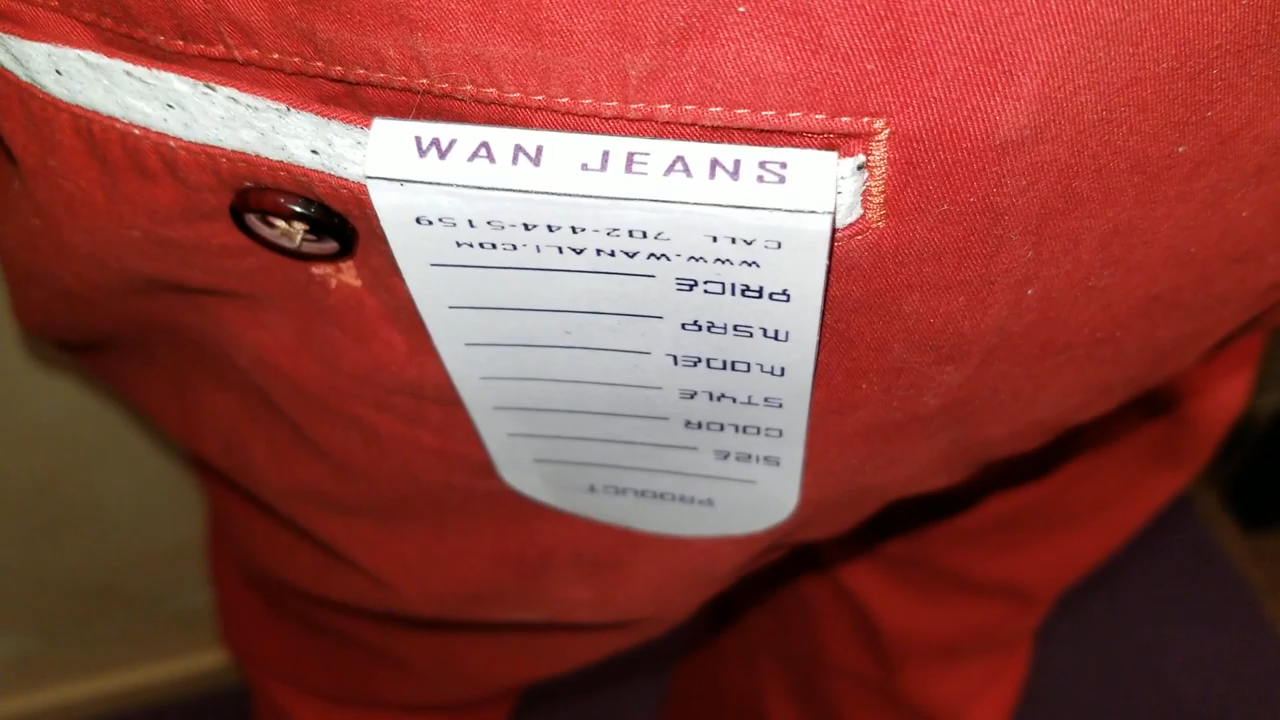 WAN JEANS
PRODUCT
SIZE
COLOR
STYLE
MODEL
MSRP
PRICE
WWW.WANALI.COM
CALL 702-444-5159